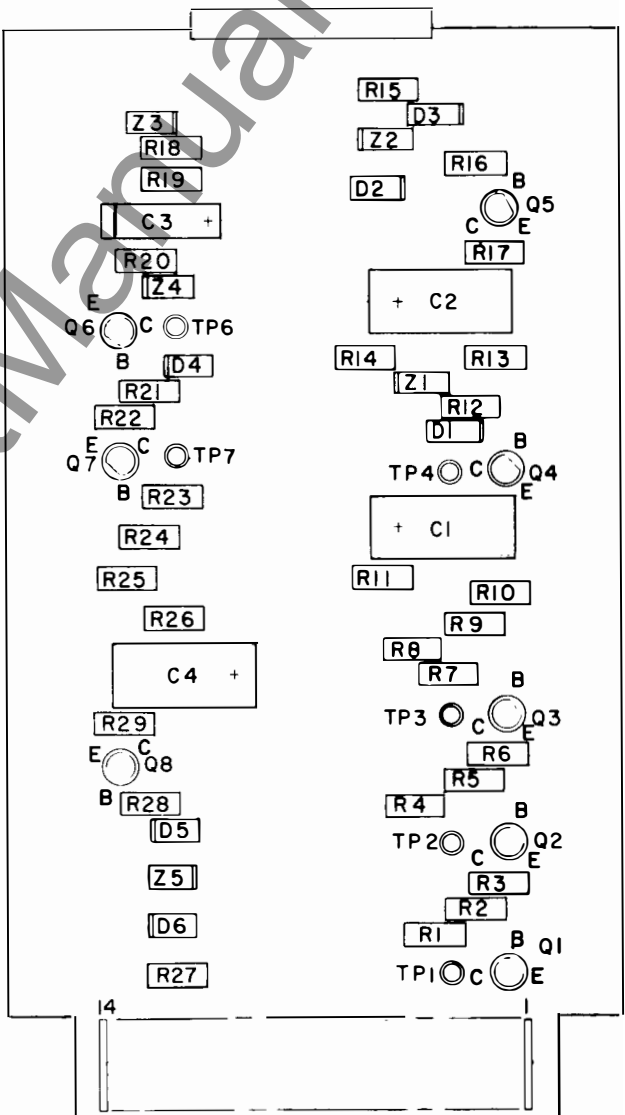 Manual
R15
D3
Z3
Z2
R18
R16
R19
D2
B
Q5
C3 +
C E
R17
R20
Z4
+ C2
E
Q6 C TP6
B
R14 R13
D4
Z1
R21
R12
R22
D1
E C
B
Q7 TP7
TP4 C Q4
B
E
R23
+ C1
R24
R25
R11
R10
R26
R9
R8
R7
C4 +
B
TP3 C Q3
E
R29
R6
E C
Q8
R5
B R28
R4
B
D5
TP2 Q2
C E
Z5
R3
R2
D6
R1
B Q1
R27
TP1 C E
14 1